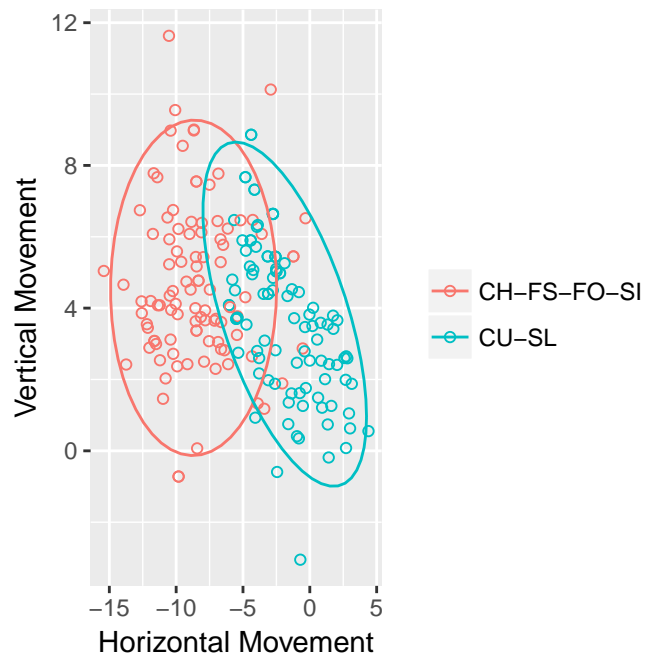 12
8
4
0
Vertical Movement
−15 −10 −5 0 5
Horizontal Movement
CH−FS−FO−SI
CU−SL